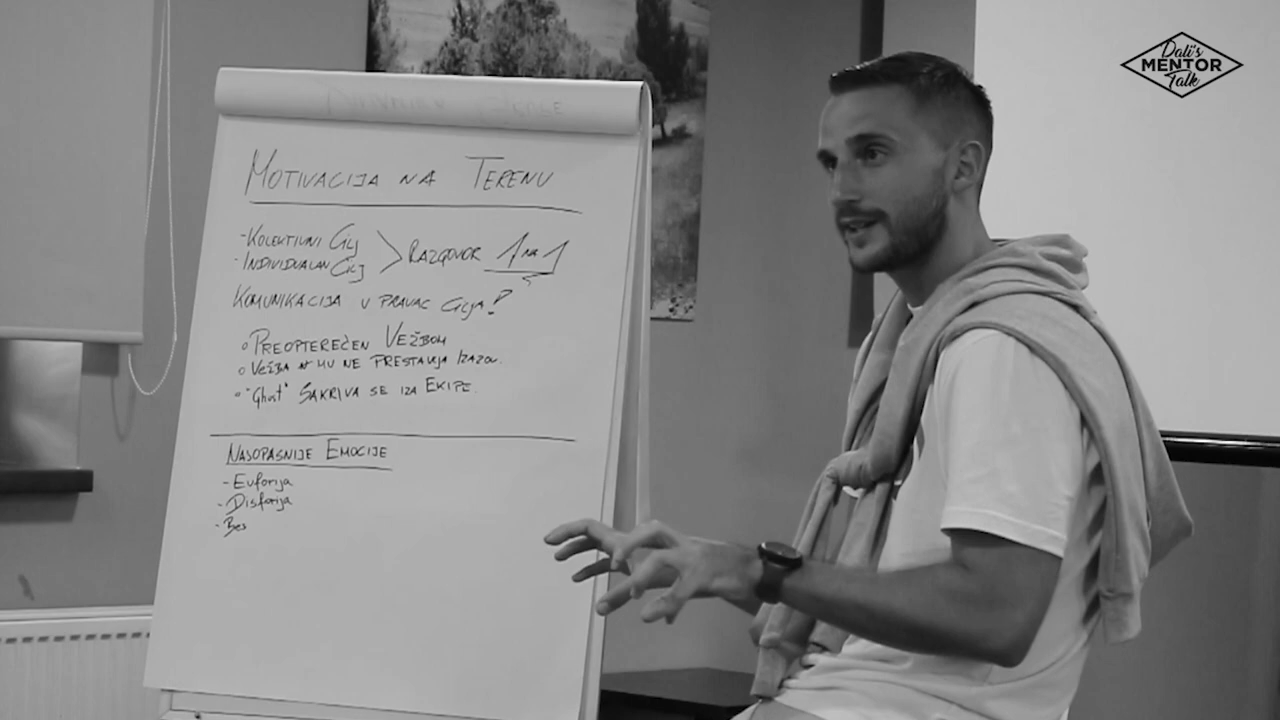 Dali's
MENTOR
Talk
MOTIVACIJA NA TERENU
- KOLEKTIVNI Cilj
- INDIVIDUALAN Cilj
> RAZGOVOR 1 NA 1
KOMUNIKACIJA U PRAVAC Cilja!
o PREOPTEREĆEN VEŽBOM
o VEŽBA MU NE PRESTAVLJA IZAZOV.
o "Ghost" SAKRIVA SE IZA EKIPE.
NAJOPASNIJE EMOCIJE
- Euforija
- Disforija
- Bes